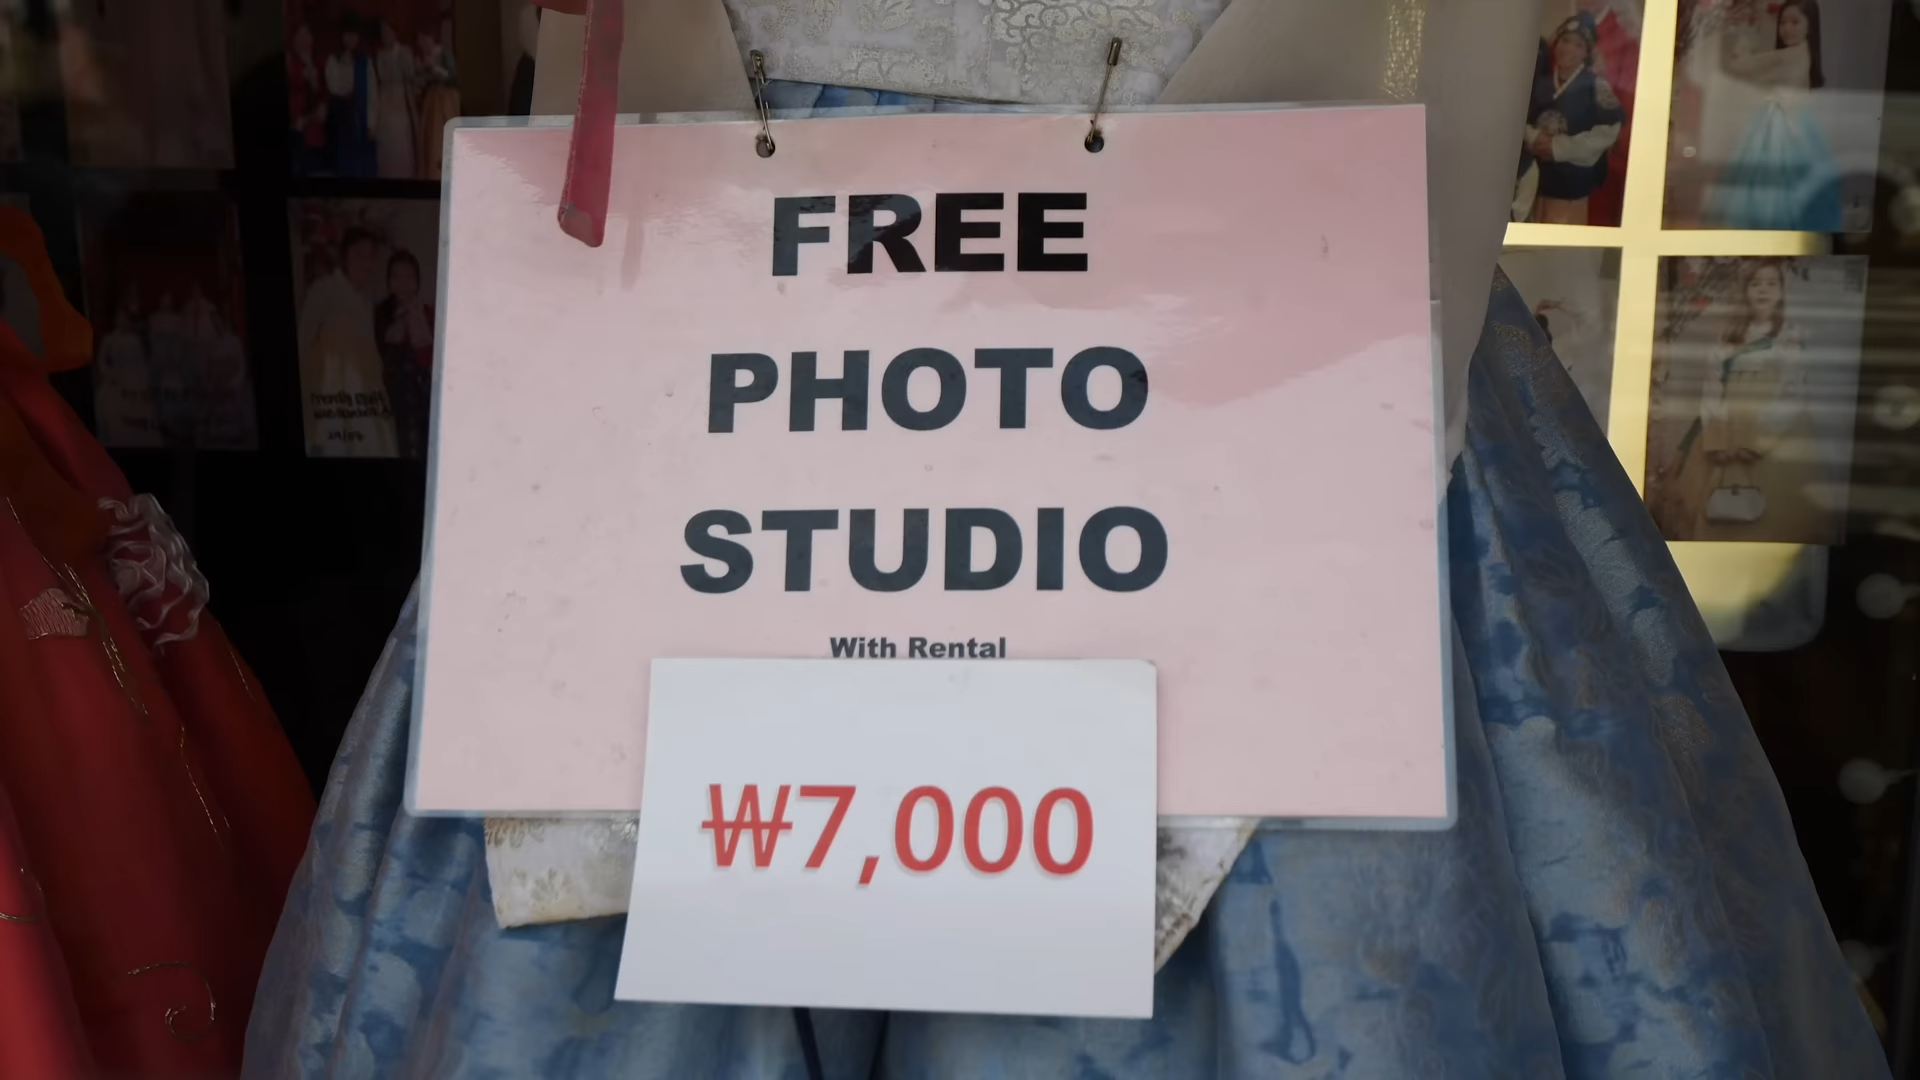 FREE
PHOTO
STUDIO
With Rental
₩7,000